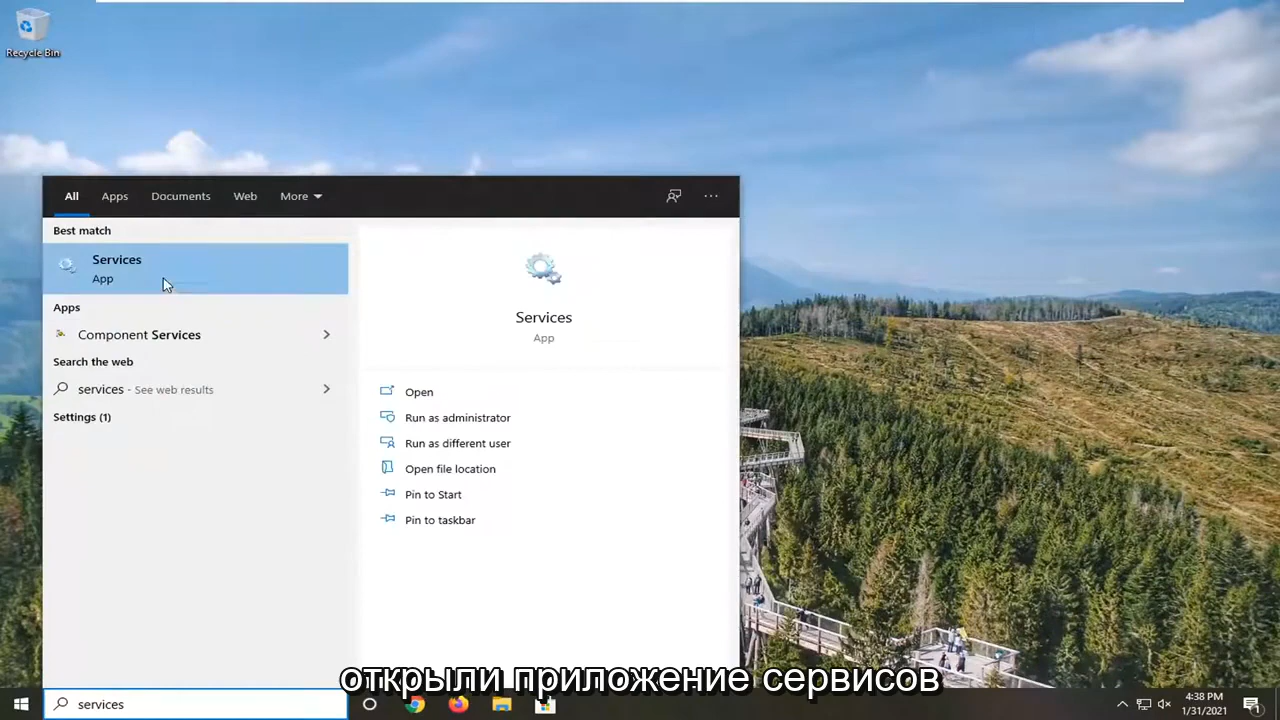 Recycle Bin
All
Apps
Documents
Web
More
Best match
Services
App
Apps
Component Services
Search the web
services - See web results
Settings (1)
Services
App
Open
Run as administrator
Run as different user
Open file location
Pin to Start
Pin to taskbar
открыли приложение сервисов
services
4:38 PM
1/31/2021
1